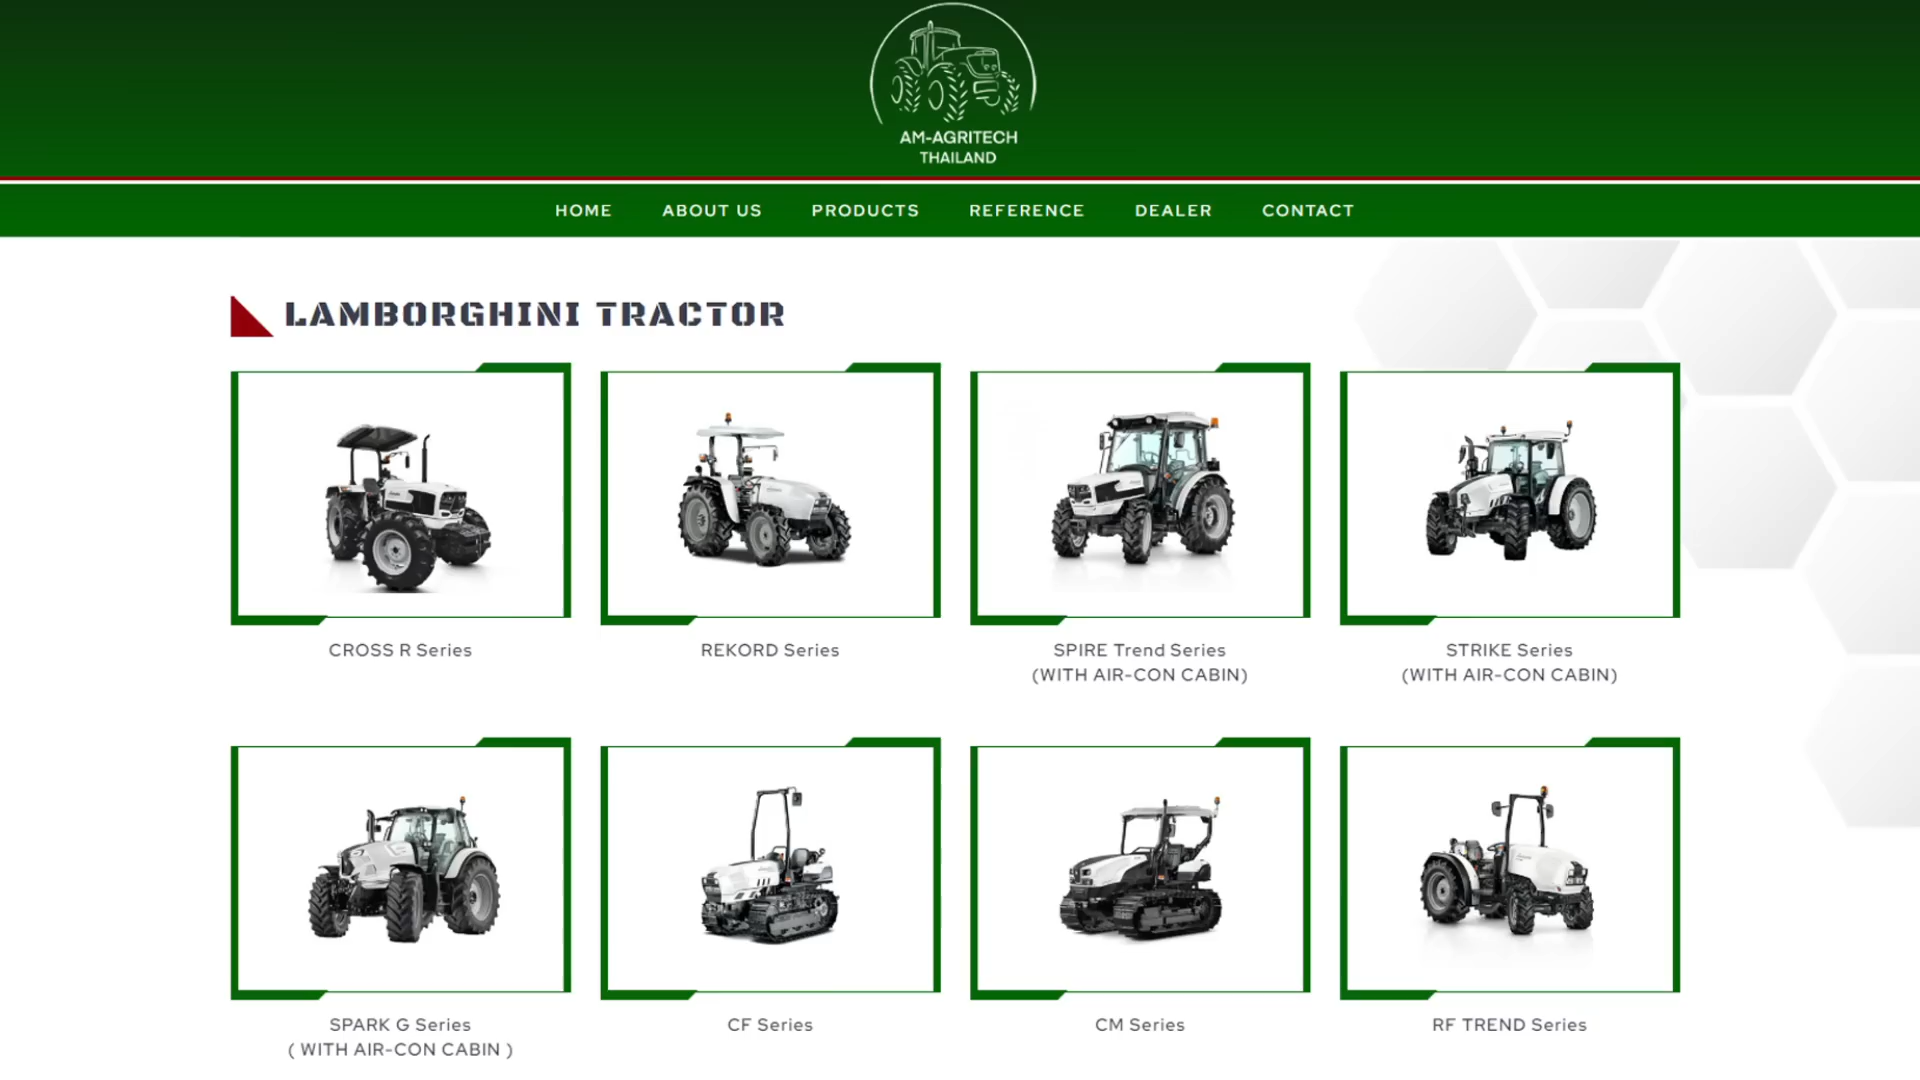 AM-AGRITECH
THAILAND
HOME ABOUT US PRODUCTS REFERENCE DEALER CONTACT
LAMBORGHINI TRACTOR
CROSS R Series
REKORD Series
SPIRE Trend Series
(WITH AIR-CON CABIN)
STRIKE Series
(WITH AIR-CON CABIN)
SPARK G Series
( WITH AIR-CON CABIN )
CF Series
CM Series
RF TREND Series